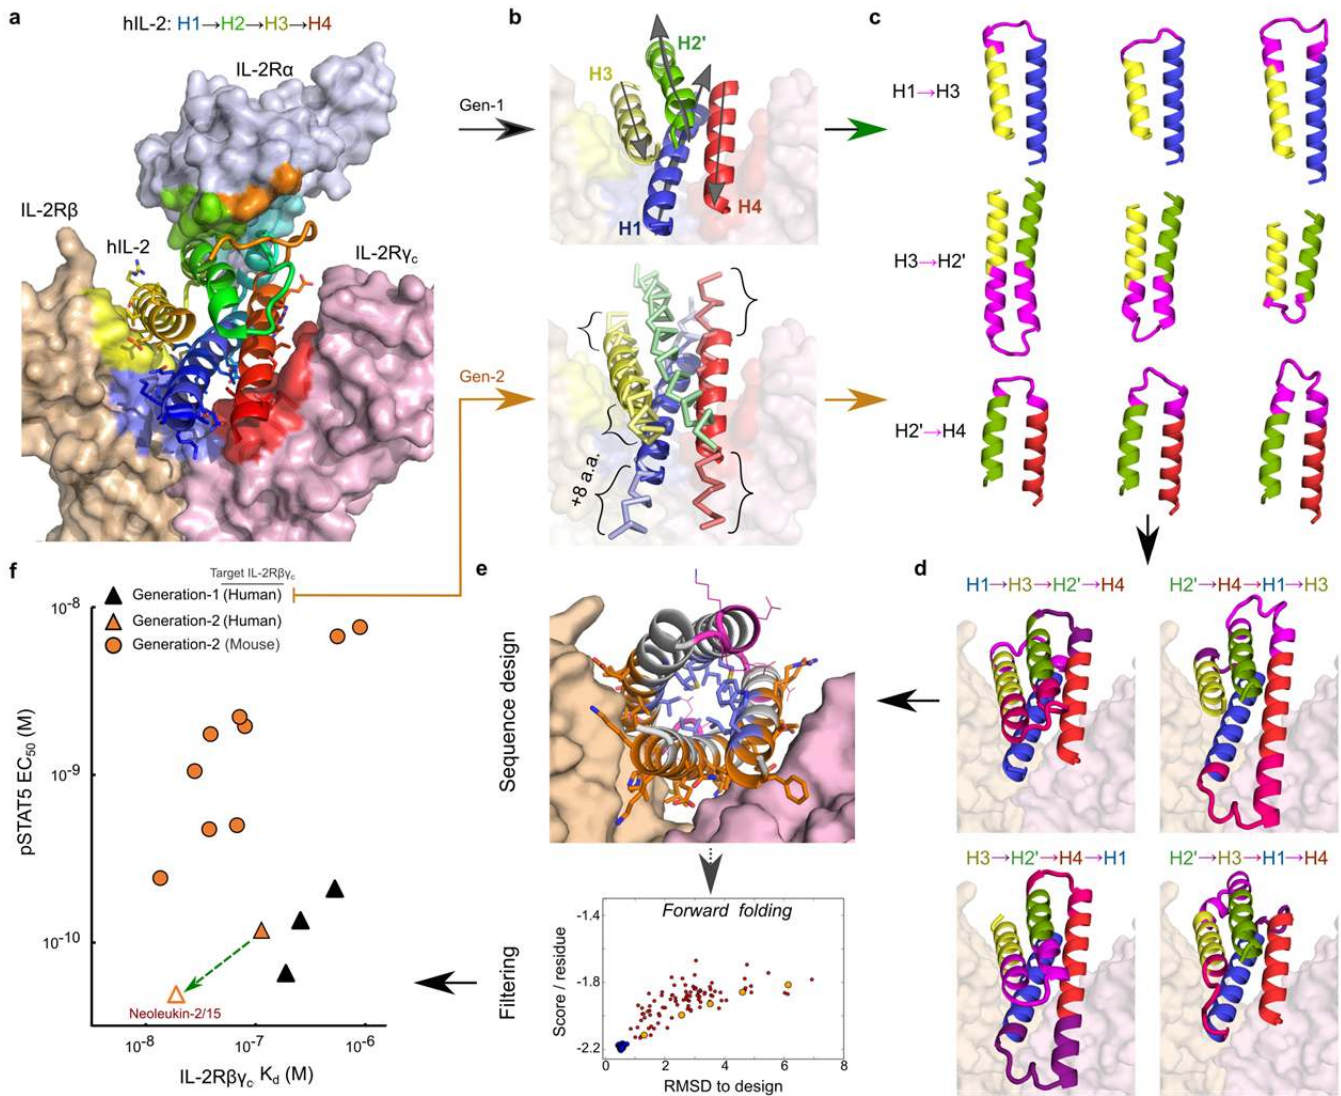 a
hIL-2: H1→H2→H3→H4
IL-2Rα
IL-2Rβ
hIL-2
IL-2Rγc
Gen-1
Gen-2
b
H2'
H3
H1
H4
+8 a.a.
c
H1→H3
H3→H2'
H2'→H4
d
H1→H3→H2'→H4
H2'→H4→H1→H3
H3→H2'→H4→H1
H2'→H3→H1→H4
e
Sequence design
Filtering
Forward folding
Score / residue
-1.4
-1.8
-2.2
0
2
4
6
8
RMSD to design
f
Target IL-2Rβγc
Generation-1 (Human)
Generation-2 (Human)
Generation-2 (Mouse)
pSTAT5 EC50 (M)
10-8
10-9
10-10
Neoleukin-2/15
10-8
10-7
10-6
IL-2Rβγc Kd (M)